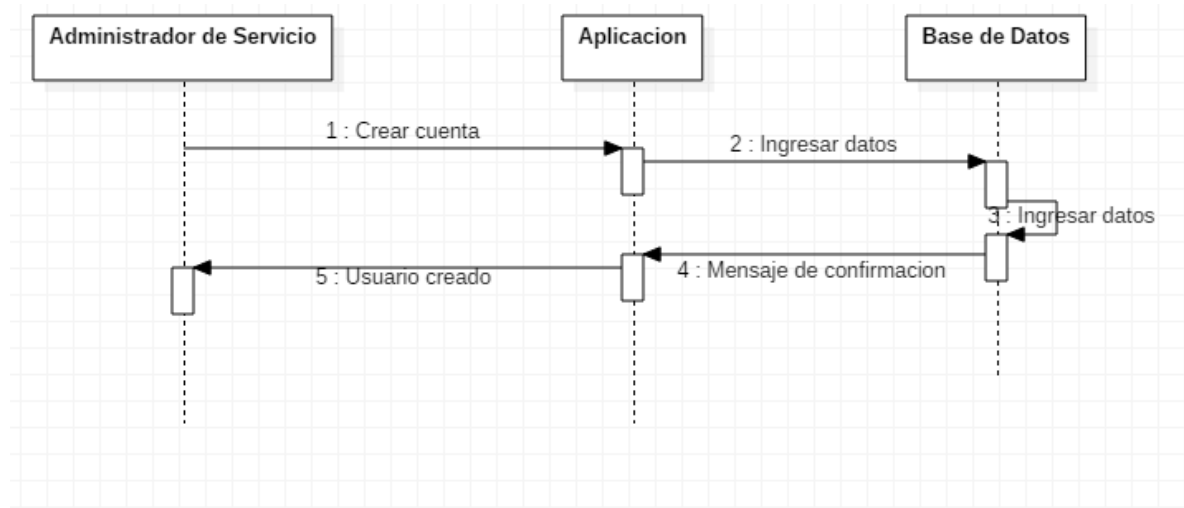 Administrador de Servicio
Aplicacion
Base de Datos
1 : Crear cuenta
2 : Ingresar datos
3 : Ingresar datos
4 : Mensaje de confirmacion
5 : Usuario creado